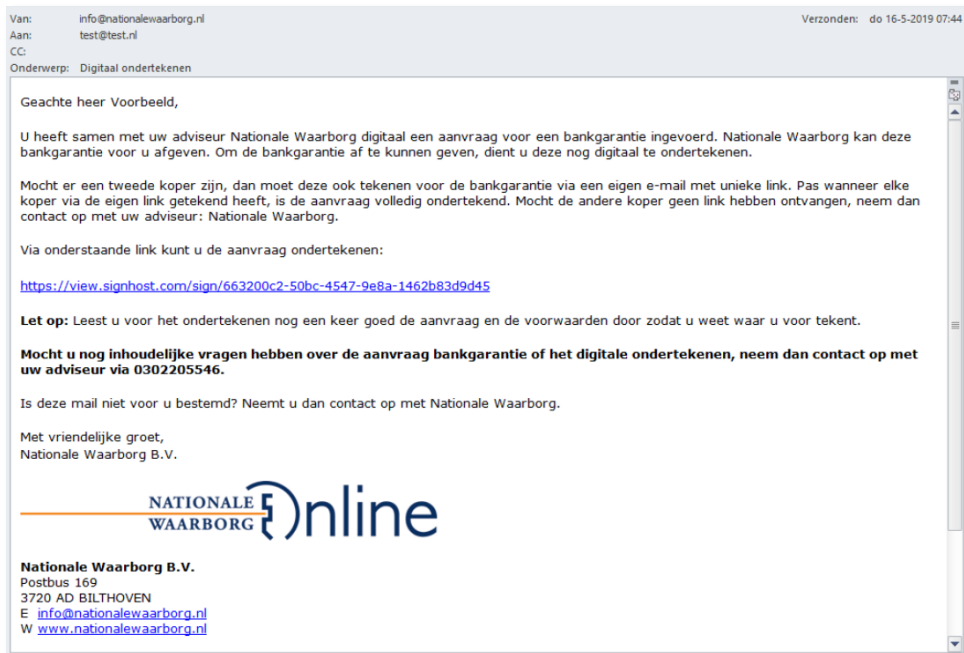 Van: info@nationalewaarborg.nl Verzonden: do 16-5-2019 07:44
Aan: test@test.nl
CC:
Onderwerp: Digitaal ondertekenen
Geachte heer Voorbeeld,
U heeft samen met uw adviseur Nationale Waarborg digitaal een aanvraag voor een bankgarantie ingevoerd. Nationale Waarborg kan deze
bankgarantie voor u afgeven. Om de bankgarantie af te kunnen geven, dient u deze nog digitaal te ondertekenen.
Mocht er een tweede koper zijn, dan moet deze ook tekenen voor de bankgarantie via een eigen e-mail met unieke link. Pas wanneer elke
koper via de eigen link getekend heeft, is de aanvraag volledig ondertekend. Mocht de andere koper geen link hebben ontvangen, neem dan
contact op met uw adviseur: Nationale Waarborg.
Via onderstaande link kunt u de aanvraag ondertekenen:
https://view.signhost.com/sign/663200c2-50bc-4547-9e8a-1462b83d9d45
Let op: Leest u voor het ondertekenen nog een keer goed de aanvraag en de voorwaarden door zodat u weet waar u voor tekent.
Mocht u nog inhoudelijke vragen hebben over de aanvraag bankgarantie of het digitale ondertekenen, neem dan contact op met
uw adviseur via 0302205546.
Is deze mail niet voor u bestemd? Neemt u dan contact op met Nationale Waarborg.
Met vriendelijke groet,
Nationale Waarborg B.V.
NATIONALE
WAARBORG Online
Nationale Waarborg B.V.
Postbus 169
3720 AD BILTHOVEN
E info@nationalewaarborg.nl
W www.nationalewaarborg.nl